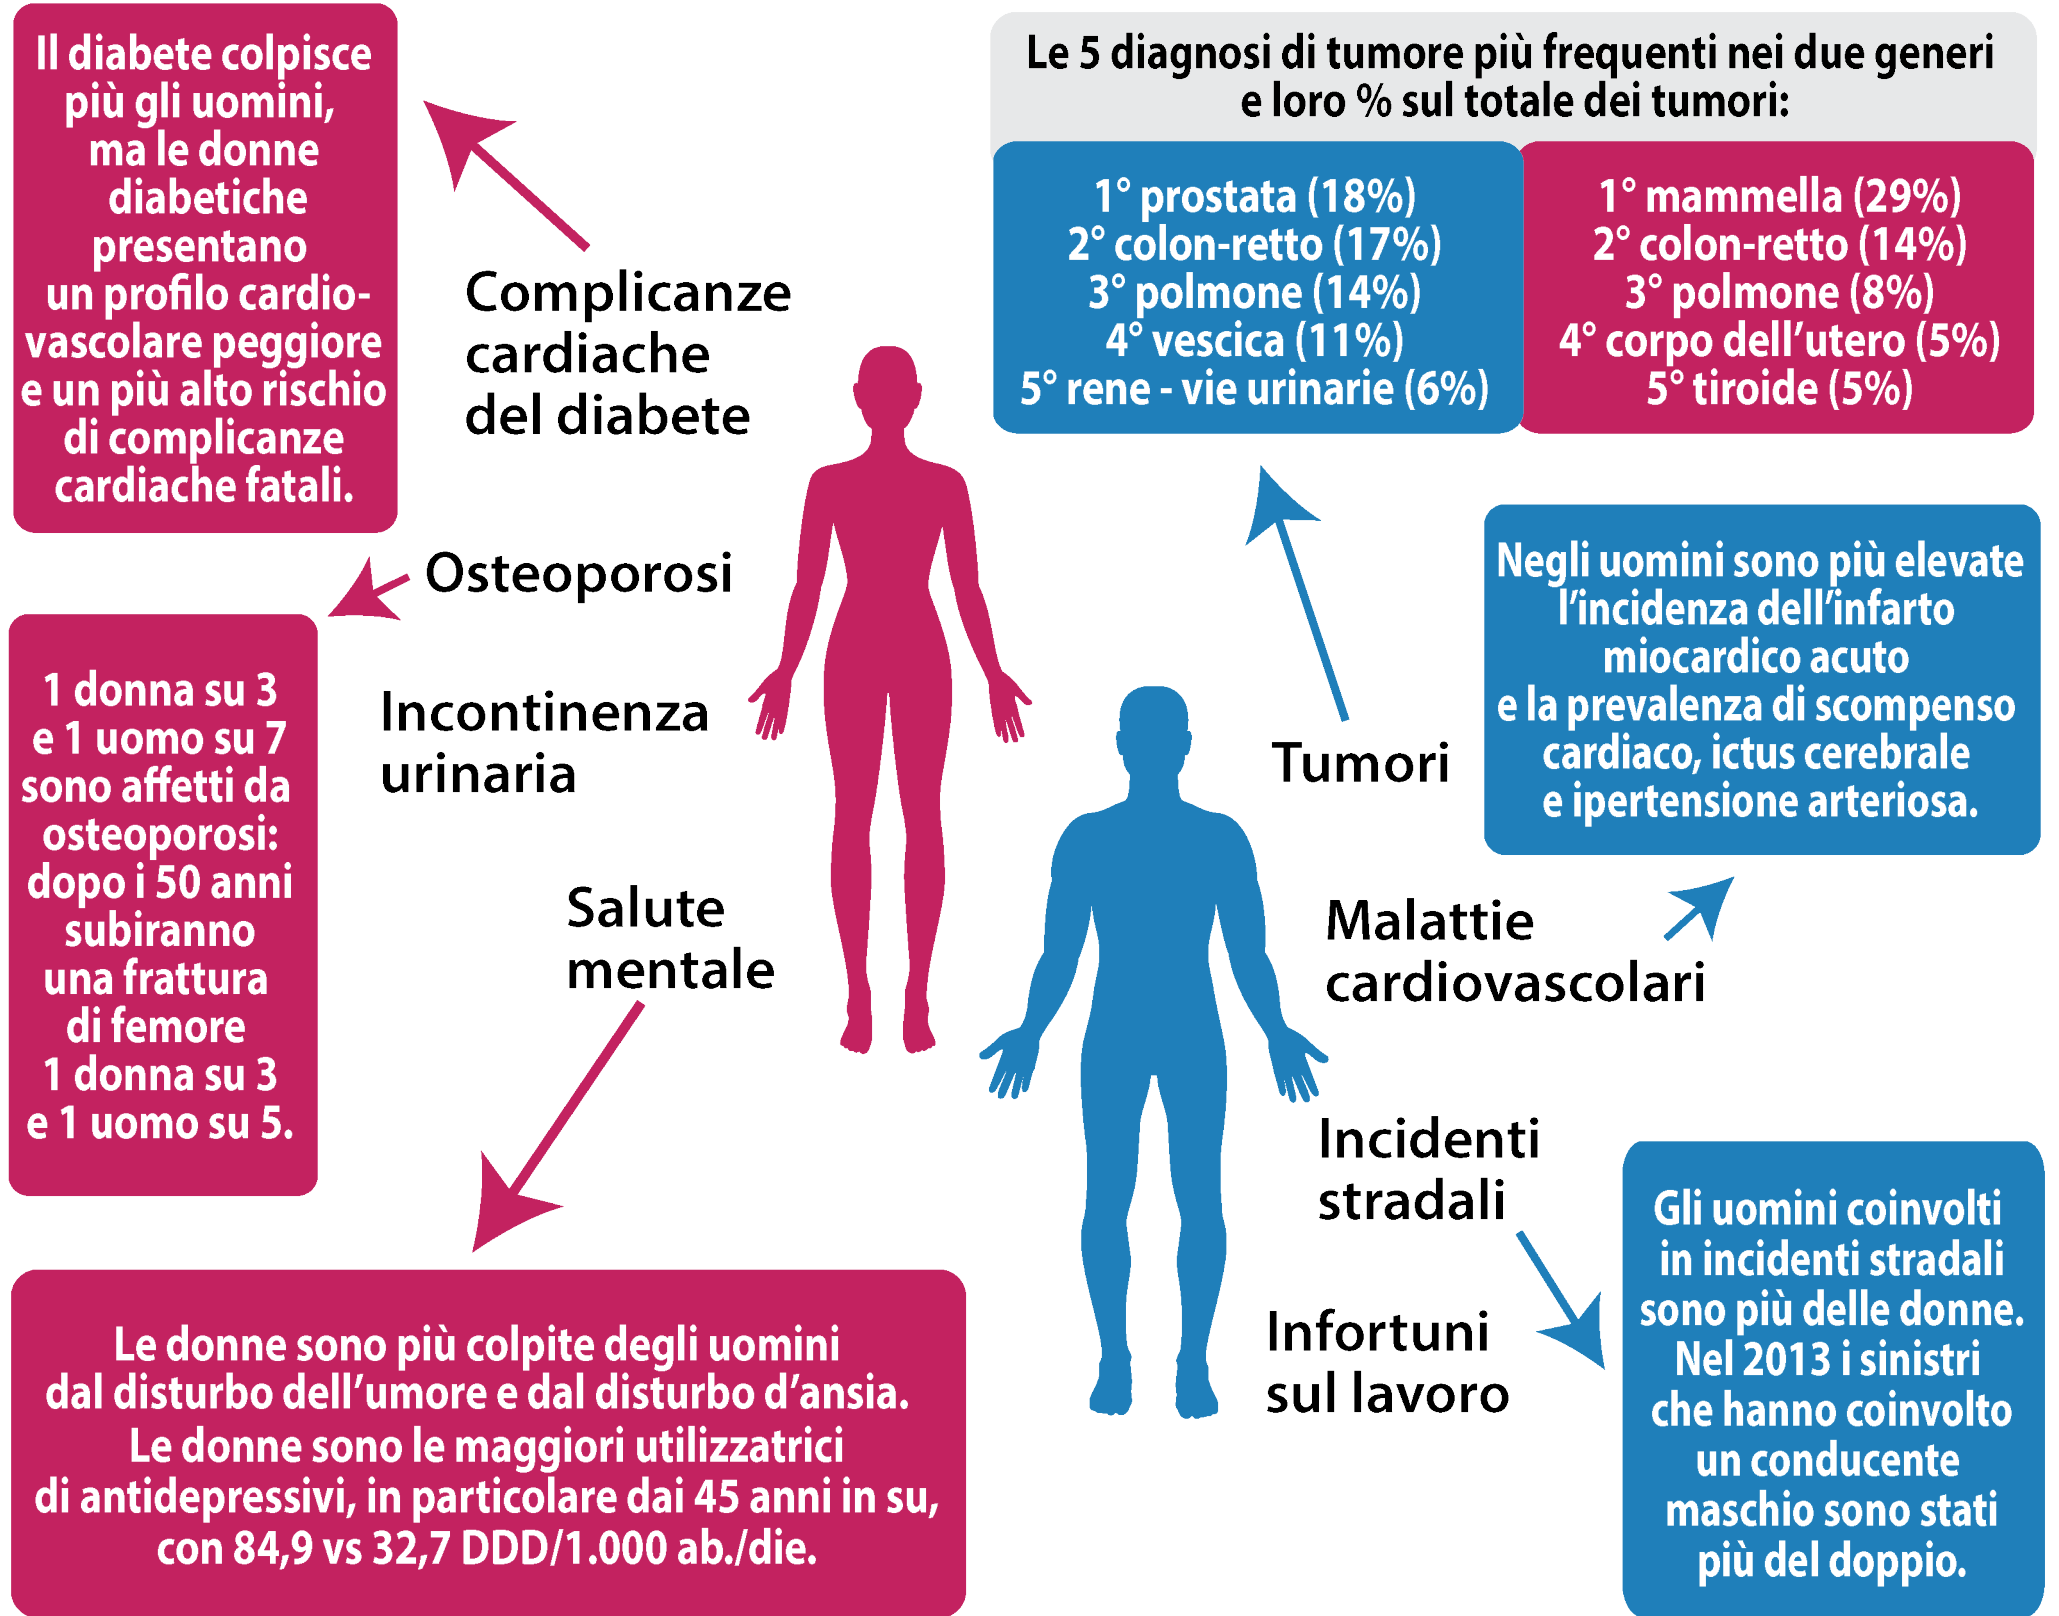 Il diabete colpisce
più gli uomini,
ma le donne
diabetiche
presentano
un profilo cardio-
vascolare peggiore
e un più alto rischio
di complicanze
cardiache fatali.
Complicanze
cardiache
del diabete
Osteoporosi
1 donna su 3
e 1 uomo su 7
sono affetti da
osteoporosi:
dopo i 50 anni
subiranno
una frattura
di femore
1 donna su 3
e 1 uomo su 5.
Incontinenza
urinaria
Salute
mentale
Le donne sono più colpite degli uomini
dal disturbo dell’umore e dal disturbo d’ansia.
Le donne sono le maggiori utilizzatrici
di antidepressivi, in particolare dai 45 anni in su,
con 84,9 vs 32,7 DDD/1.000 ab./die.
Le 5 diagnosi di tumore più frequenti nei due generi
e loro % sul totale dei tumori:
1° prostata (18%)
2° colon-retto (17%)
3° polmone (14%)
4° vescica (11%)
5° rene - vie urinarie (6%)
1° mammella (29%)
2° colon-retto (14%)
3° polmone (8%)
4° corpo dell’utero (5%)
5° tiroide (5%)
Tumori
Negli uomini sono più elevate
l’incidenza dell’infarto
miocardico acuto
e la prevalenza di scompenso
cardiaco, ictus cerebrale
e ipertensione arteriosa.
Malattie
cardiovascolari
Incidenti
stradali
Gli uomini coinvolti
in incidenti stradali
sono più delle donne.
Nel 2013 i sinistri
che hanno coinvolto
un conducente
maschio sono stati
più del doppio.
Infortuni
sul lavoro